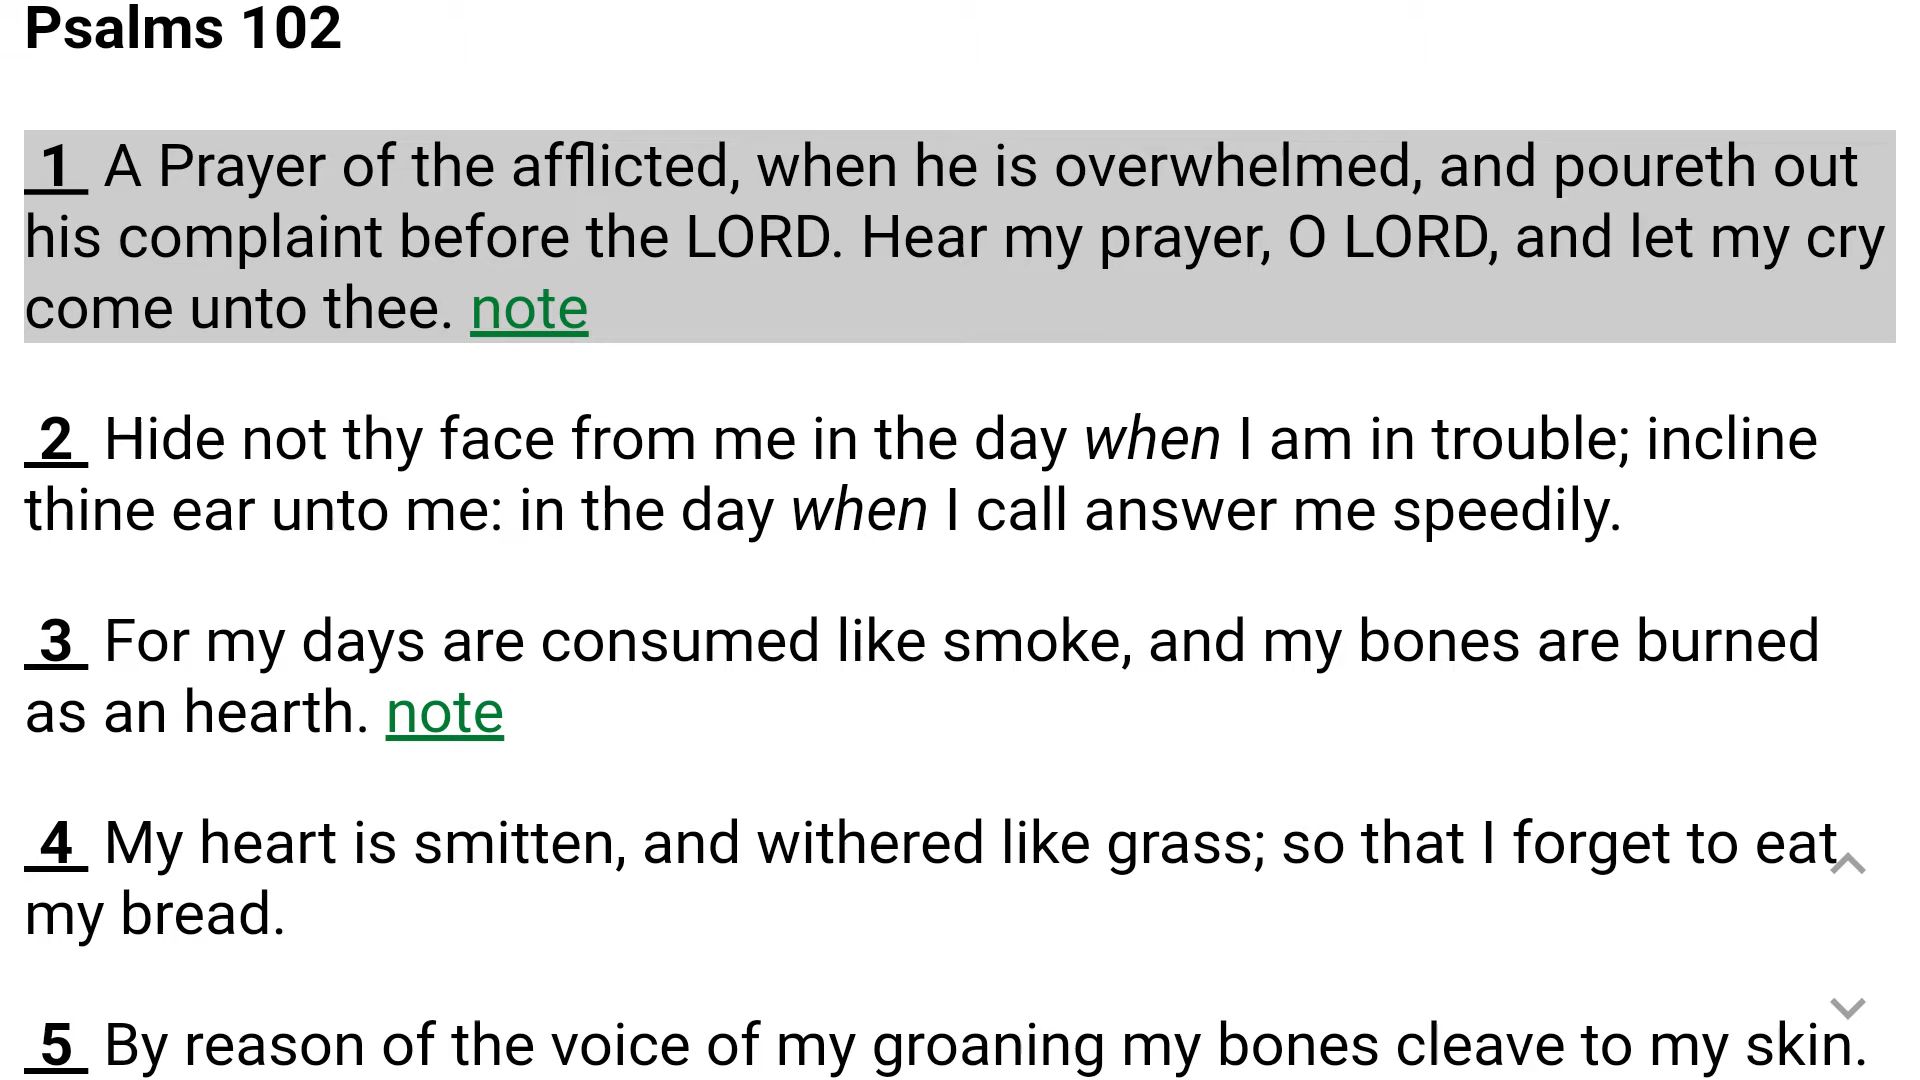 Psalms 102
1 A Prayer of the afflicted, when he is overwhelmed, and poureth out
his complaint before the LORD. Hear my prayer, O LORD, and let my cry
come unto thee. note
2 Hide not thy face from me in the day when I am in trouble; incline
thine ear unto me: in the day when I call answer me speedily.
3 For my days are consumed like smoke, and my bones are burned
as an hearth. note
4 My heart is smitten, and withered like grass; so that I forget to eat
my bread.
5 By reason of the voice of my groaning my bones cleave to my skin.